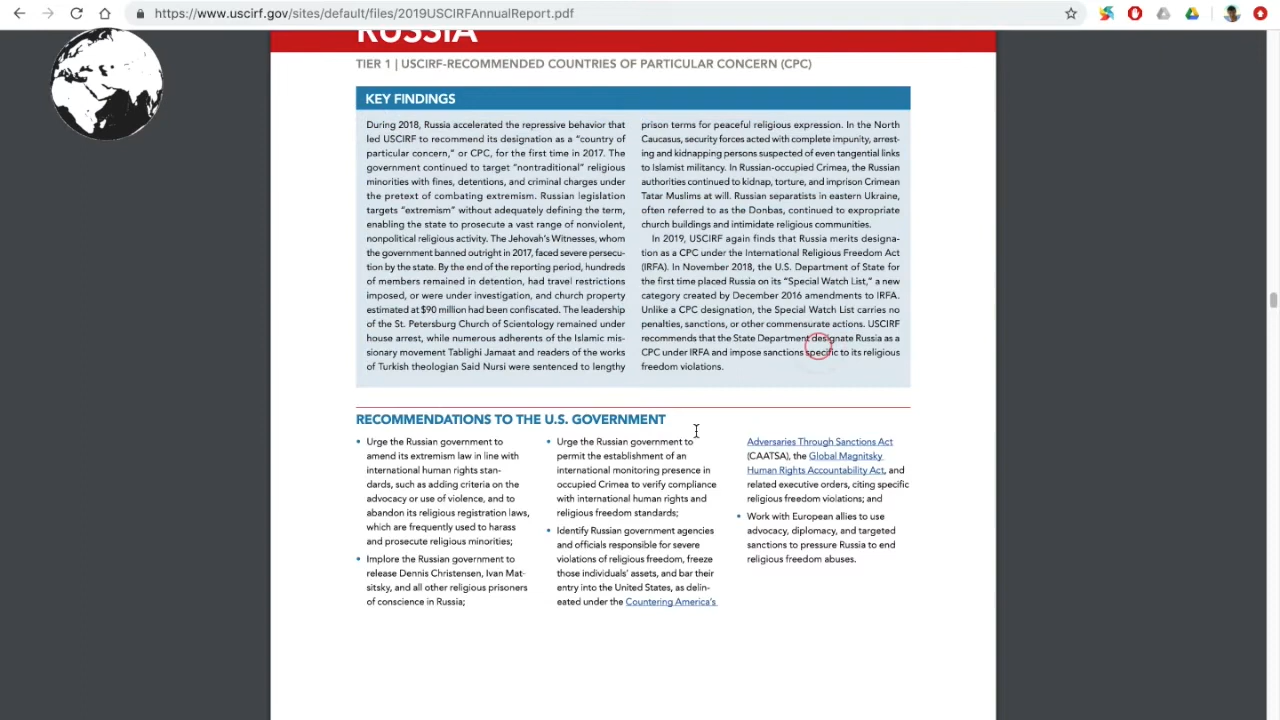 https://www.uscirf.gov/sites/default/files/2019USCIRFAnnualReport.pdf
RUSSIA
TIER 1 | USCIRF-RECOMMENDED COUNTRIES OF PARTICULAR CONCERN (CPC)
KEY FINDINGS
During 2018, Russia accelerated the repressive behavior that
led USCIRF to recommend its designation as a “country of
particular concern,” or CPC, for the first time in 2017. The
government continued to target “nontraditional” religious
minorities with fines, detentions, and criminal charges under
the pretext of combating extremism. Russian legislation
targets “extremism” without adequately defining the term,
enabling the state to prosecute a vast range of nonviolent,
nonpolitical religious activity. The Jehovah’s Witnesses, whom
the government banned outright in 2017, faced severe persecu-
tion by the state. By the end of the reporting period, hundreds
of members remained in detention, had travel restrictions
imposed, or were under investigation, and church property
estimated at $90 million had been confiscated. The leadership
of the St. Petersburg Church of Scientology remained under
house arrest, while numerous adherents of the Islamic mis-
sionary movement Tablighi Jamaat and readers of the works
of Turkish theologian Said Nursi were sentenced to lengthy
prison terms for peaceful religious expression. In the North
Caucasus, security forces acted with complete impunity, arrest-
ing and kidnapping persons suspected of even tangential links
to Islamist militancy. In Russian-occupied Crimea, the Russian
authorities continued to kidnap, torture, and imprison Crimean
Tatar Muslims at will. Russian separatists in eastern Ukraine,
often referred to as the Donbas, continued to expropriate
church buildings and intimidate religious communities.
In 2019, USCIRF again finds that Russia merits designa-
tion as a CPC under the International Religious Freedom Act
(IRFA). In November 2018, the U.S. Department of State for
the first time placed Russia on its “Special Watch List,” a new
category created by December 2016 amendments to IRFA.
Unlike a CPC designation, the Special Watch List carries no
penalties, sanctions, or other commensurate actions. USCIRF
recommends that the State Department designate Russia as a
CPC under IRFA and impose sanctions specific to its religious
freedom violations.
RECOMMENDATIONS TO THE U.S. GOVERNMENT
• Urge the Russian government to
amend its extremism law in line with
international human rights stan-
dards, such as adding criteria on the
advocacy or use of violence, and to
abandon its religious registration laws,
which are frequently used to harass
and prosecute religious minorities;
• Implore the Russian government to
release Dennis Christensen, Ivan Mat-
sitsky, and all other religious prisoners
of conscience in Russia;
• Urge the Russian government to
permit the establishment of an
international monitoring presence in
occupied Crimea to verify compliance
with international human rights and
religious freedom standards;
• Identify Russian government agencies
and officials responsible for severe
violations of religious freedom, freeze
those individuals’ assets, and bar their
entry into the United States, as delin-
eated under the Countering America’s
Adversaries Through Sanctions Act
(CAATSA), the Global Magnitsky
Human Rights Accountability Act, and
related executive orders, citing specific
religious freedom violations; and
• Work with European allies to use
advocacy, diplomacy, and targeted
sanctions to pressure Russia to end
religious freedom abuses.